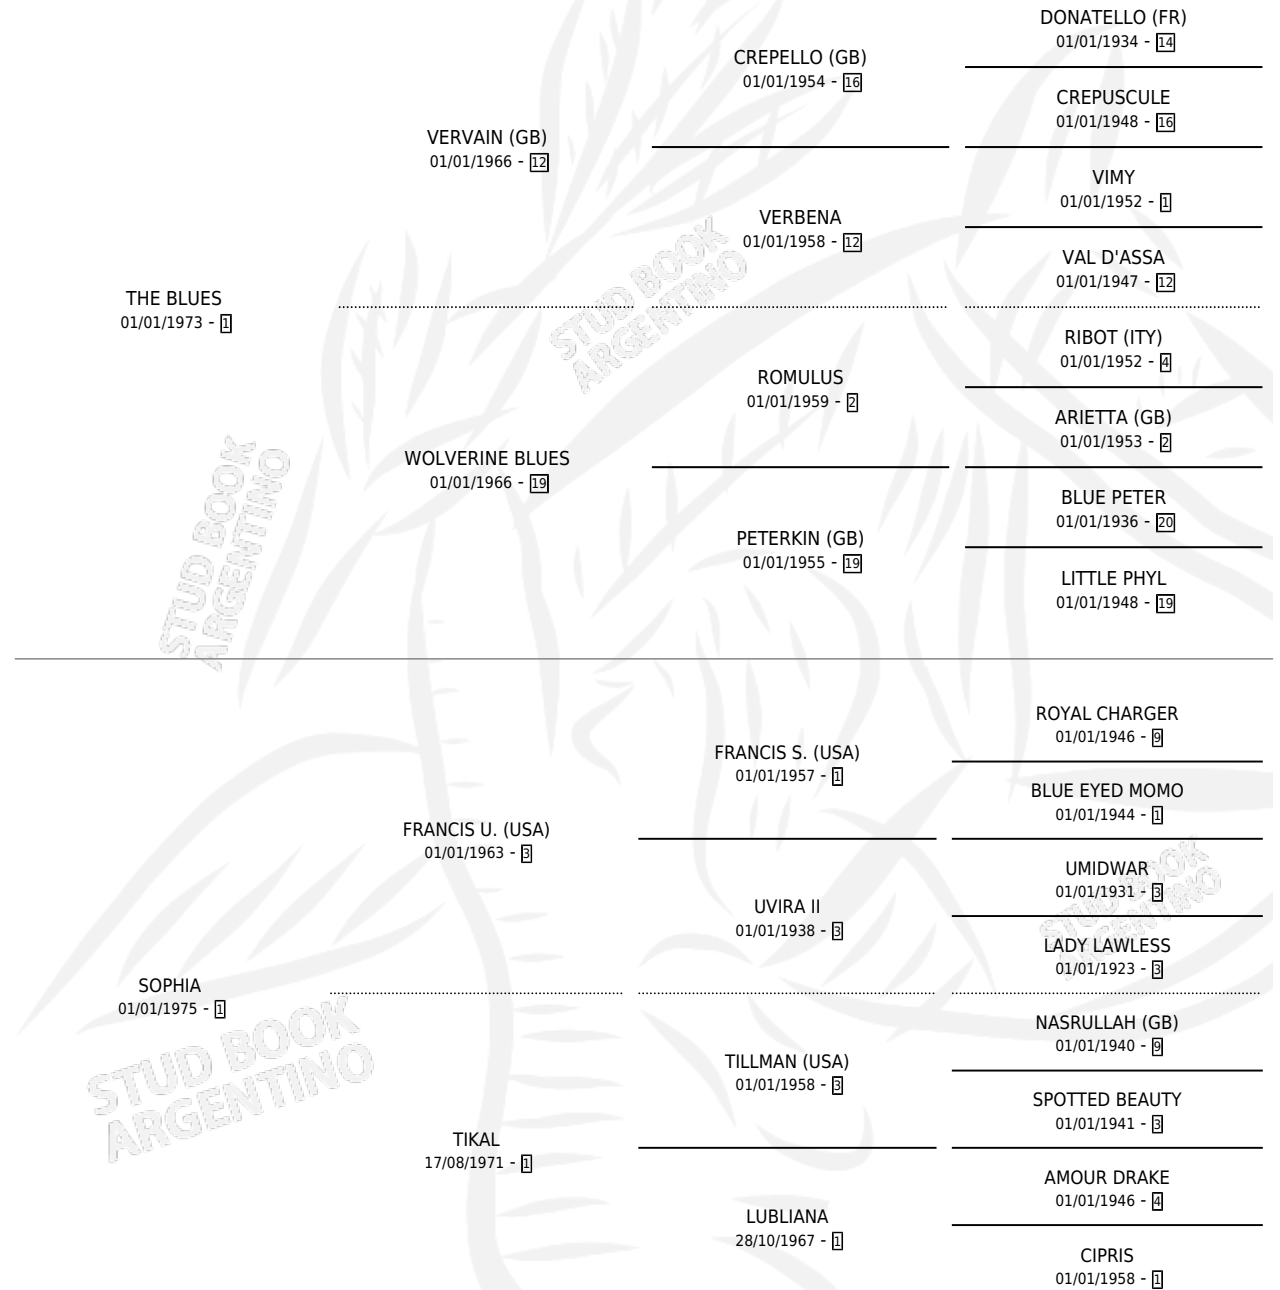 DONATELLO (FR)
01/01/1934 - 14
CREPELLO (GB)
01/01/1954 - 16
CREPUSCULE
01/01/1948 - 16
VERVAIN (GB)
01/01/1966 - 12
VIMY
01/01/1952 - 1
VERBENA
01/01/1958 - 12
VAL D'ASSA
01/01/1947 - 12
THE BLUES
01/01/1973 - 1
RIBOT (ITY)
01/01/1952 - 4
ROMULUS
01/01/1959 - 2
ARIETTA (GB)
01/01/1953 - 2
WOLVERINE BLUES
01/01/1966 - 19
BLUE PETER
01/01/1936 - 20
PETERKIN (GB)
01/01/1955 - 19
LITTLE PHYL
01/01/1948 - 19
STUD BOOK
ARGENTINO
STUD BOOK
ARGENTINO
ROYAL CHARGER
01/01/1946 - 9
FRANCIS S. (USA)
01/01/1957 - 1
BLUE EYED MOMO
01/01/1944 - 1
FRANCIS U. (USA)
01/01/1963 - 3
UMIDWAR
01/01/1931 - 3
UVIRA II
01/01/1938 - 3
LADY LAWLESS
01/01/1923 - 3
STUD BOOK
ARGENTINO
SOPHIA
01/01/1975 - 1
NASRULLAH (GB)
01/01/1940 - 9
TILLMAN (USA)
01/01/1958 - 3
SPOTTED BEAUTY
01/01/1941 - 3
STUD BOOK
ARGENTINO
TIKAL
17/08/1971 - 1
AMOUR DRAKE
01/01/1946 - 4
LUBLIANA
28/10/1967 - 1
CIPRIS
01/01/1958 - 1